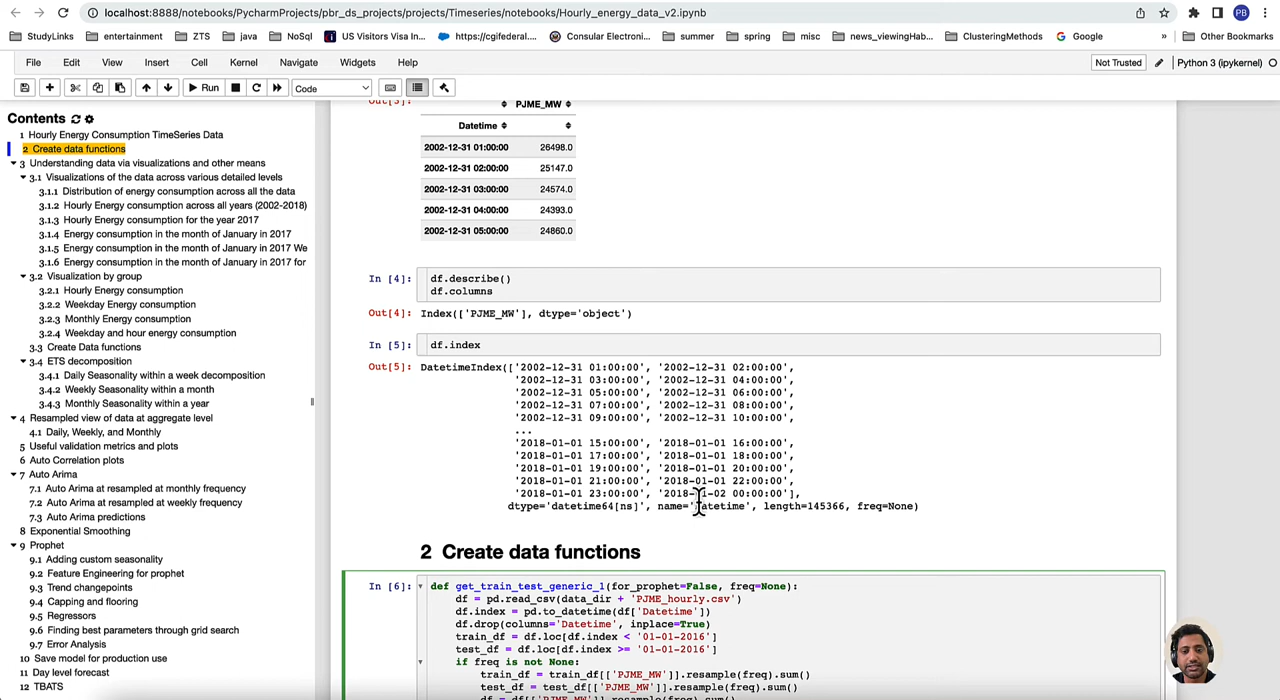 localhost:8888/notebooks/PycharmProjects/pbr_ds_projects/projects/Timeseries/notebooks/Hourly_energy_data_v2.ipynb
PB
StudyLinks entertainment ZTS java NoSql US Visitors Visa In... https://cgifederal.... Consular Electroni... summer spring misc news_viewingHab... ClusteringMethods Google » Other Bookmarks
File Edit View Insert Cell Kernel Navigate Widgets Help Not Trusted Python 3 (ipykernel)
Run Code
Contents
1 Hourly Energy Consumption TimeSeries Data
2 Create data functions
3 Understanding data via visualizations and other means
3.1 Visualizations of the data across various detailed levels
3.1.1 Distribution of energy consumption across all the data
3.1.2 Hourly Energy consumption across all years (2002-2018)
3.1.3 Hourly Energy consumption for the year 2017
3.1.4 Energy consumption in the month of January in 2017
3.1.5 Energy consumption in the month of January in 2017 We
3.1.6 Energy consumption in the month of January in 2017 for
3.2 Visualization by group
3.2.1 Hourly Energy consumption
3.2.2 Weekday Energy consumption
3.2.3 Monthly Energy consumption
3.2.4 Weekday and hour energy consumption
3.3 Create Data functions
3.4 ETS decomposition
3.4.1 Daily Seasonality within a week decomposition
3.4.2 Weekly Seasonality within a month
3.4.3 Monthly Seasonality within a year
4 Resampled view of data at aggregate level
4.1 Daily, Weekly, and Monthly
5 Useful validation metrics and plots
6 Auto Correlation plots
7 Auto Arima
7.1 Auto Arima at resampled at monthly frequency
7.2 Auto Arima at resampled at weekly frequency
7.3 Auto Arima predictions
8 Exponential Smoothing
9 Prophet
9.1 Adding custom seasonality
9.2 Feature Engineering for prophet
9.3 Trend changepoints
9.4 Capping and flooring
9.5 Regressors
9.6 Finding best parameters through grid search
9.7 Error Analysis
10 Save model for production use
11 Day level forecast
12 TBATS
Out[3]: PJME_MW
Datetime
2002-12-31 01:00:00 26498.0
2002-12-31 02:00:00 25147.0
2002-12-31 03:00:00 24574.0
2002-12-31 04:00:00 24393.0
2002-12-31 05:00:00 24860.0
In [4]: df.describe()
df.columns
Out[4]: Index(['PJME_MW'], dtype='object')
In [5]: df.index
Out[5]: DatetimeIndex(['2002-12-31 01:00:00', '2002-12-31 02:00:00',
'2002-12-31 03:00:00', '2002-12-31 04:00:00',
'2002-12-31 05:00:00', '2002-12-31 06:00:00',
'2002-12-31 07:00:00', '2002-12-31 08:00:00',
'2002-12-31 09:00:00', '2002-12-31 10:00:00',
...
'2018-01-01 15:00:00', '2018-01-01 16:00:00',
'2018-01-01 17:00:00', '2018-01-01 18:00:00',
'2018-01-01 19:00:00', '2018-01-01 20:00:00',
'2018-01-01 21:00:00', '2018-01-01 22:00:00',
'2018-01-01 23:00:00', '2018-01-02 00:00:00'],
dtype='datetime64[ns]', name='Datetime', length=145366, freq=None)
2 Create data functions
In [6]: def get_train_test_generic_1(for_prophet=False, freq=None):
df = pd.read_csv(data_dir + 'PJME_hourly.csv')
df.index = pd.to_datetime(df['Datetime'])
df.drop(columns='Datetime', inplace=True)
train_df = df.loc[df.index < '01-01-2016']
test_df = df.loc[df.index >= '01-01-2016']
if freq is not None:
train_df = train_df[['PJME_MW']].resample(freq).sum()
test_df = test_df[['PJME_MW']].resample(freq).sum()